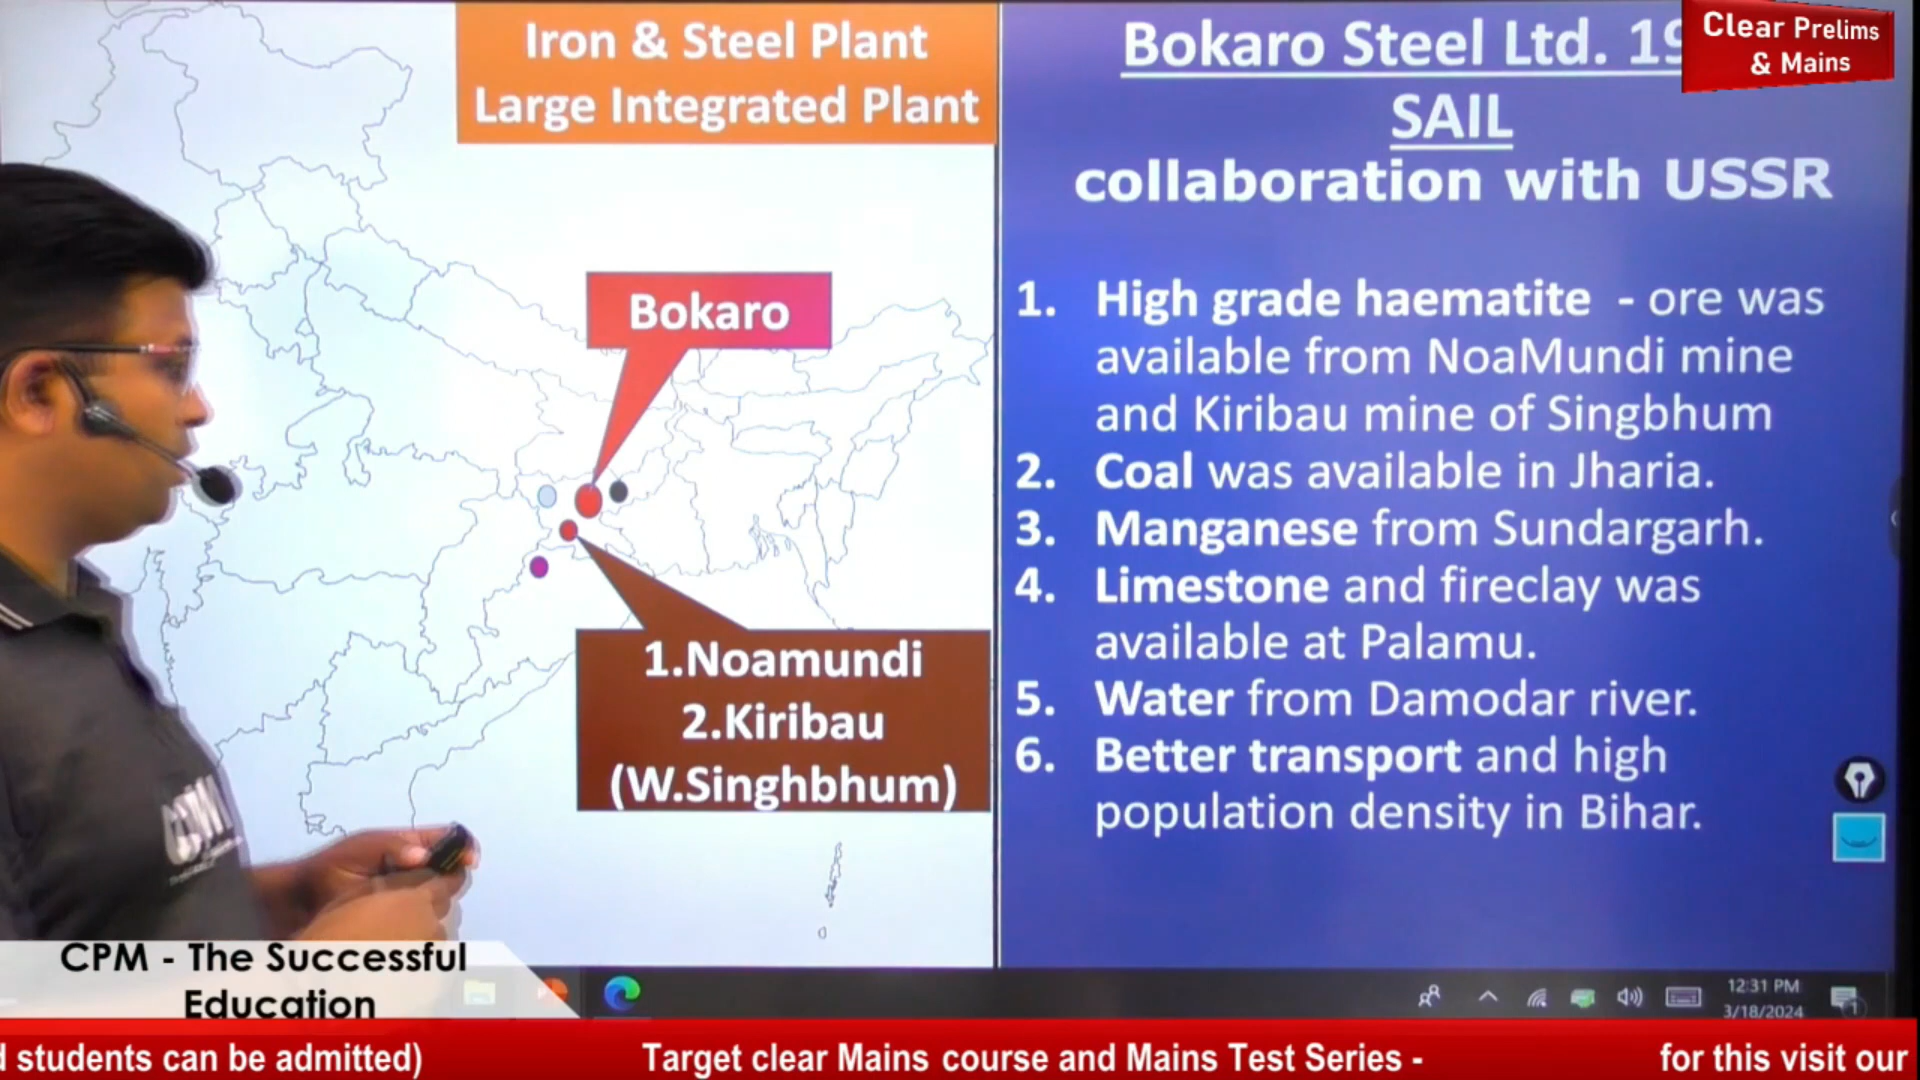 Iron & Steel Plant
Large Integrated Plant
Bokaro
1.Noamundi
2.Kiribau
(W.Singhbhum)
Bokaro Steel Ltd. 19
SAIL
collaboration with USSR
1. High grade haematite - ore was
available from NoaMundi mine
and Kiribau mine of Singbhum
2. Coal was available in Jharia.
3. Manganese from Sundargarh.
4. Limestone and fireclay was
available at Palamu.
5. Water from Damodar river.
6. Better transport and high
population density in Bihar.
Clear Prelims
& Mains
CPM - The Successful
Education
12:31 PM
3/18/2024
1
students can be admitted)
Target clear Mains course and Mains Test Series -
for this visit our